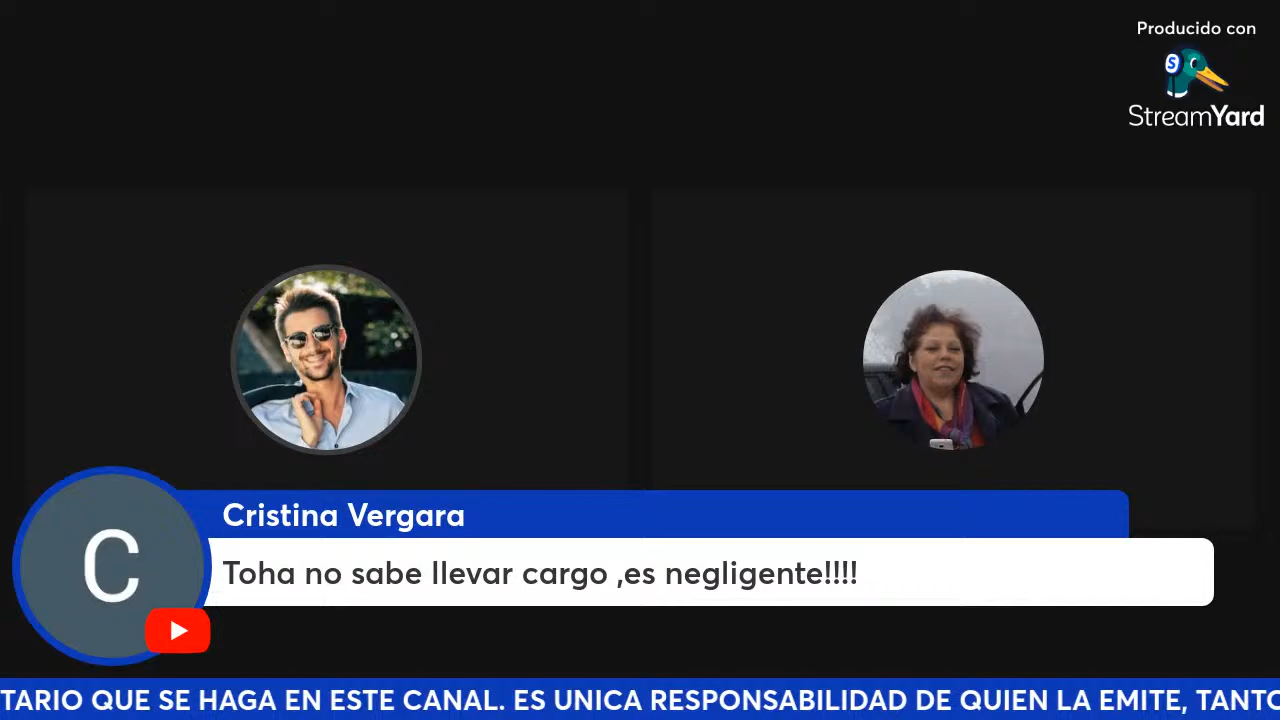 Producido con
S
StreamYard
C
Cristina Vergara
Toha no sabe llevar cargo ,es negligente!!!!
TARIO QUE SE HAGA EN ESTE CANAL. ES UNICA RESPONSABILIDAD DE QUIEN LA EMITE, TANTO